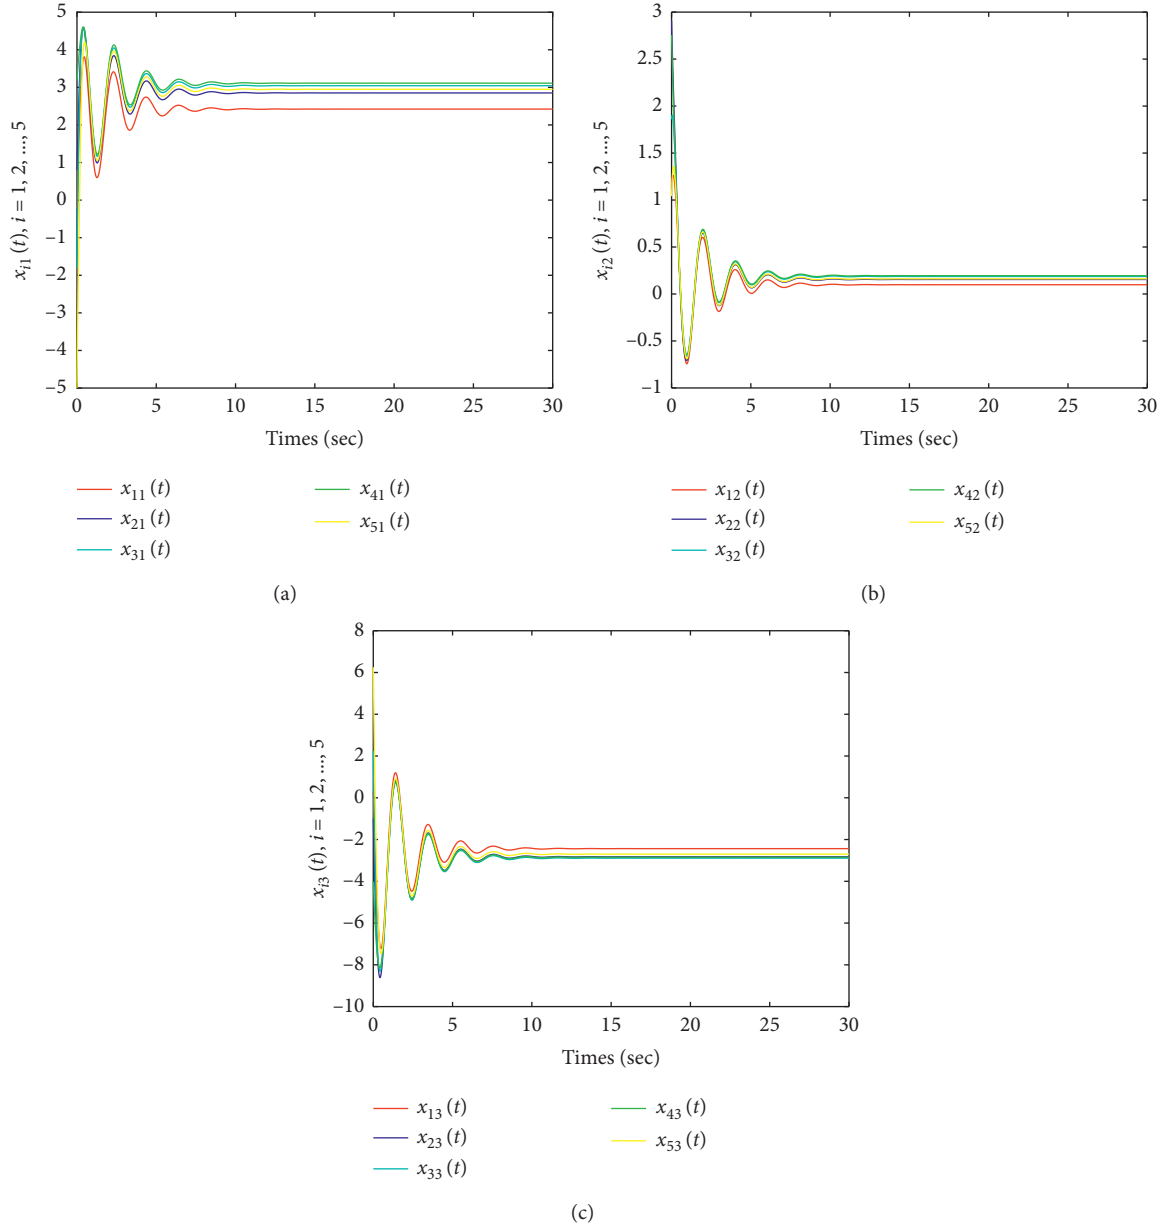 5
4
3
2
1
0
−1
−2
−3
−4
−5
x_{i1} (t), i = 1, 2, ..., 5
0 5 10 15 20 25 30
Times (sec)
x_{11} (t)
x_{21} (t)
x_{31} (t)
x_{41} (t)
x_{51} (t)
(a)
3
2.5
2
1.5
1
0.5
0
−0.5
−1
x_{i2} (t), i = 1, 2, ..., 5
0 5 10 15 20 25 30
Times (sec)
x_{12} (t)
x_{22} (t)
x_{32} (t)
x_{42} (t)
x_{52} (t)
(b)
8
6
4
2
0
−2
−4
−6
−8
−10
x_{i3} (t), i = 1, 2, ..., 5
0 5 10 15 20 25 30
Times (sec)
x_{13} (t)
x_{23} (t)
x_{33} (t)
x_{43} (t)
x_{53} (t)
(c)